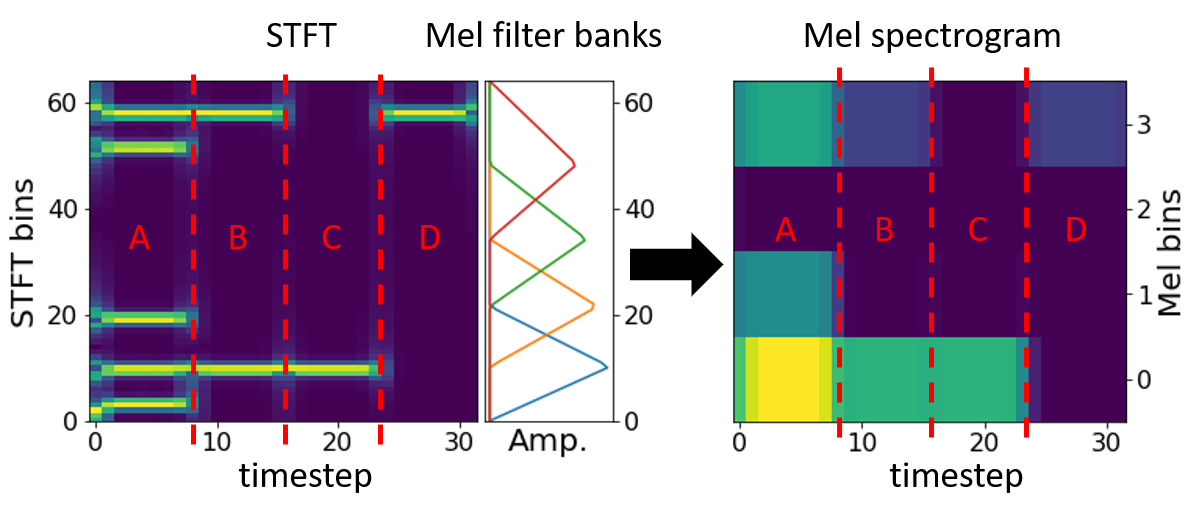 STFT
Mel filter banks
Mel spectrogram
STFT bins
60
40
20
0
A
B
C
D
0
10
20
30
timestep
60
40
20
0
Amp.
A
B
C
D
3
2
1
0
Mel bins
0
10
20
30
timestep